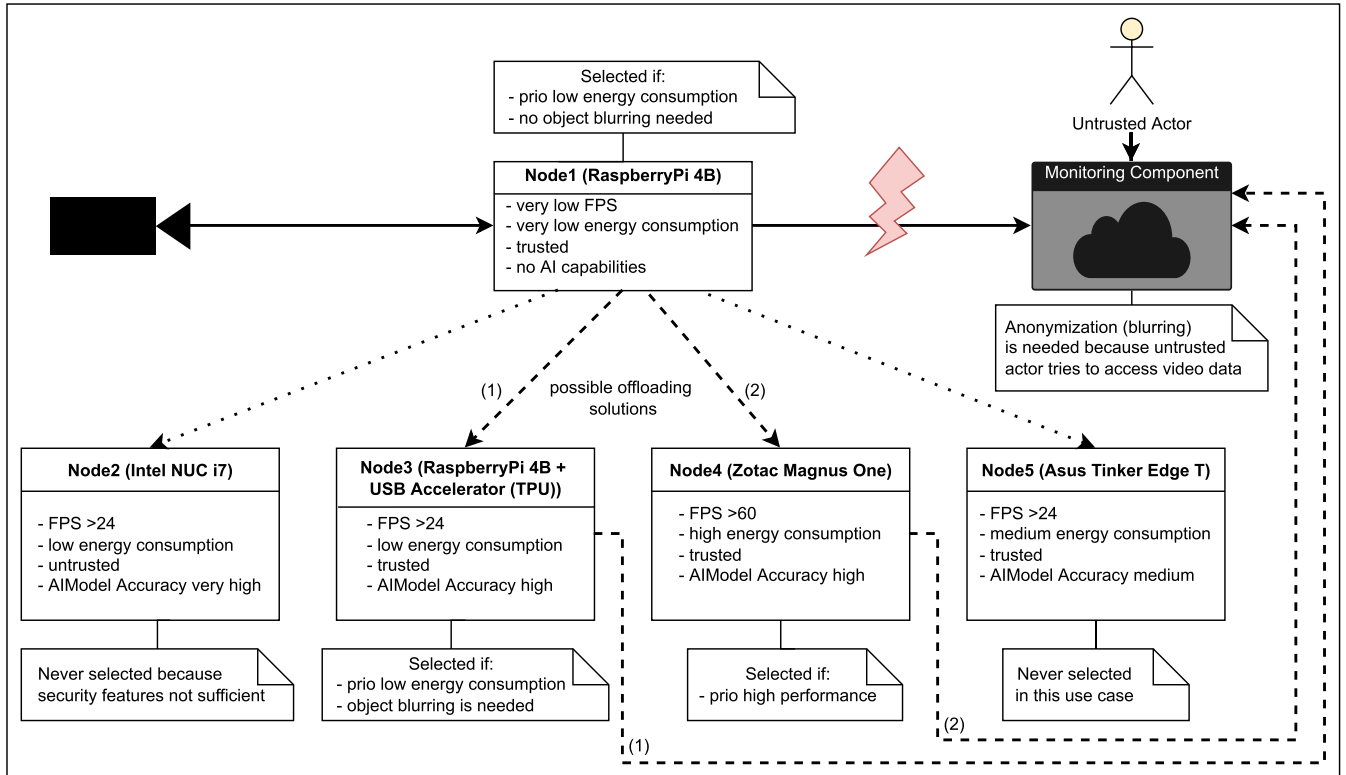 Selected if:
- prio low energy consumption
- no object blurring needed
Untrusted Actor
Node1 (RaspberryPi 4B)
- very low FPS
- very low energy consumption
- trusted
- no AI capabilities
Monitoring Component
Anonymization (blurring)
is needed because untrusted
actor tries to access video data
(1)
possible offloading
solutions
(2)
Node2 (Intel NUC i7)
- FPS >24
- low energy consumption
- untrusted
- AIModel Accuracy very high
Never selected because
security features not sufficient
Node3 (RaspberryPi 4B +
USB Accelerator (TPU))
- FPS >24
- low energy consumption
- trusted
- AIModel Accuracy high
Selected if:
- prio low energy consumption
- object blurring is needed
Node4 (Zotac Magnus One)
- FPS >60
- high energy consumption
- trusted
- AIModel Accuracy high
Selected if:
- prio high performance
Node5 (Asus Tinker Edge T)
- FPS >24
- medium energy consumption
- trusted
- AIModel Accuracy medium
Never selected
in this use case
(2)
(1)